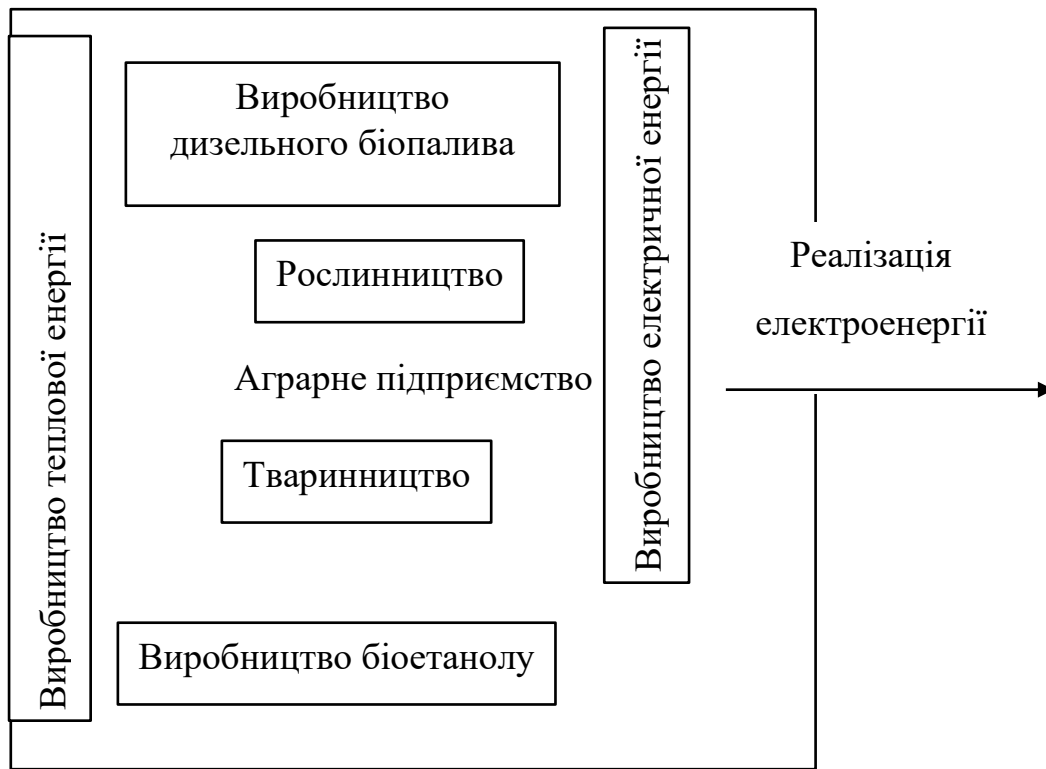 Виробництво теплової енергії
Виробництво
дизельного біопалива
Рослинництво
Аграрне підприємство
Тваринництво
Виробництво біоетанолу
Виробництво електричної енергії
Реалізація
електроенергії